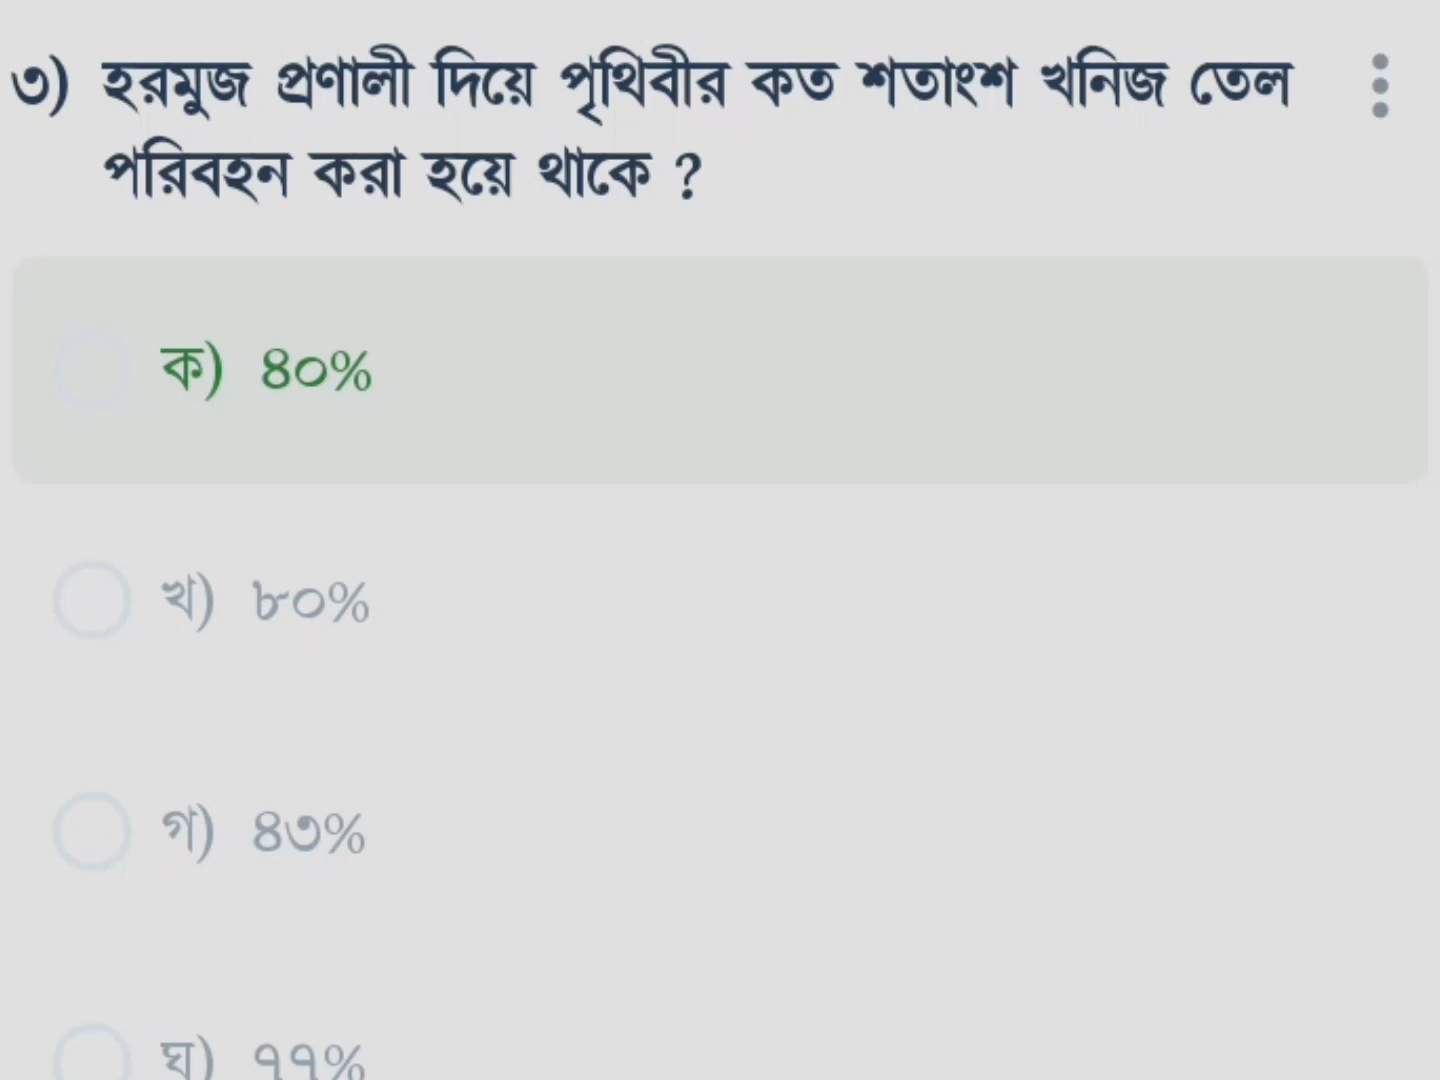 ৩) হরমুজ প্রণালী দিয়ে পৃথিবীর কত শতাংশ খনিজ তেল
পরিবহন করা হয়ে থাকে ?
ক) ৪০%
খ) ৮০%
গ) ৪৩%
ঘ) ৭৭%